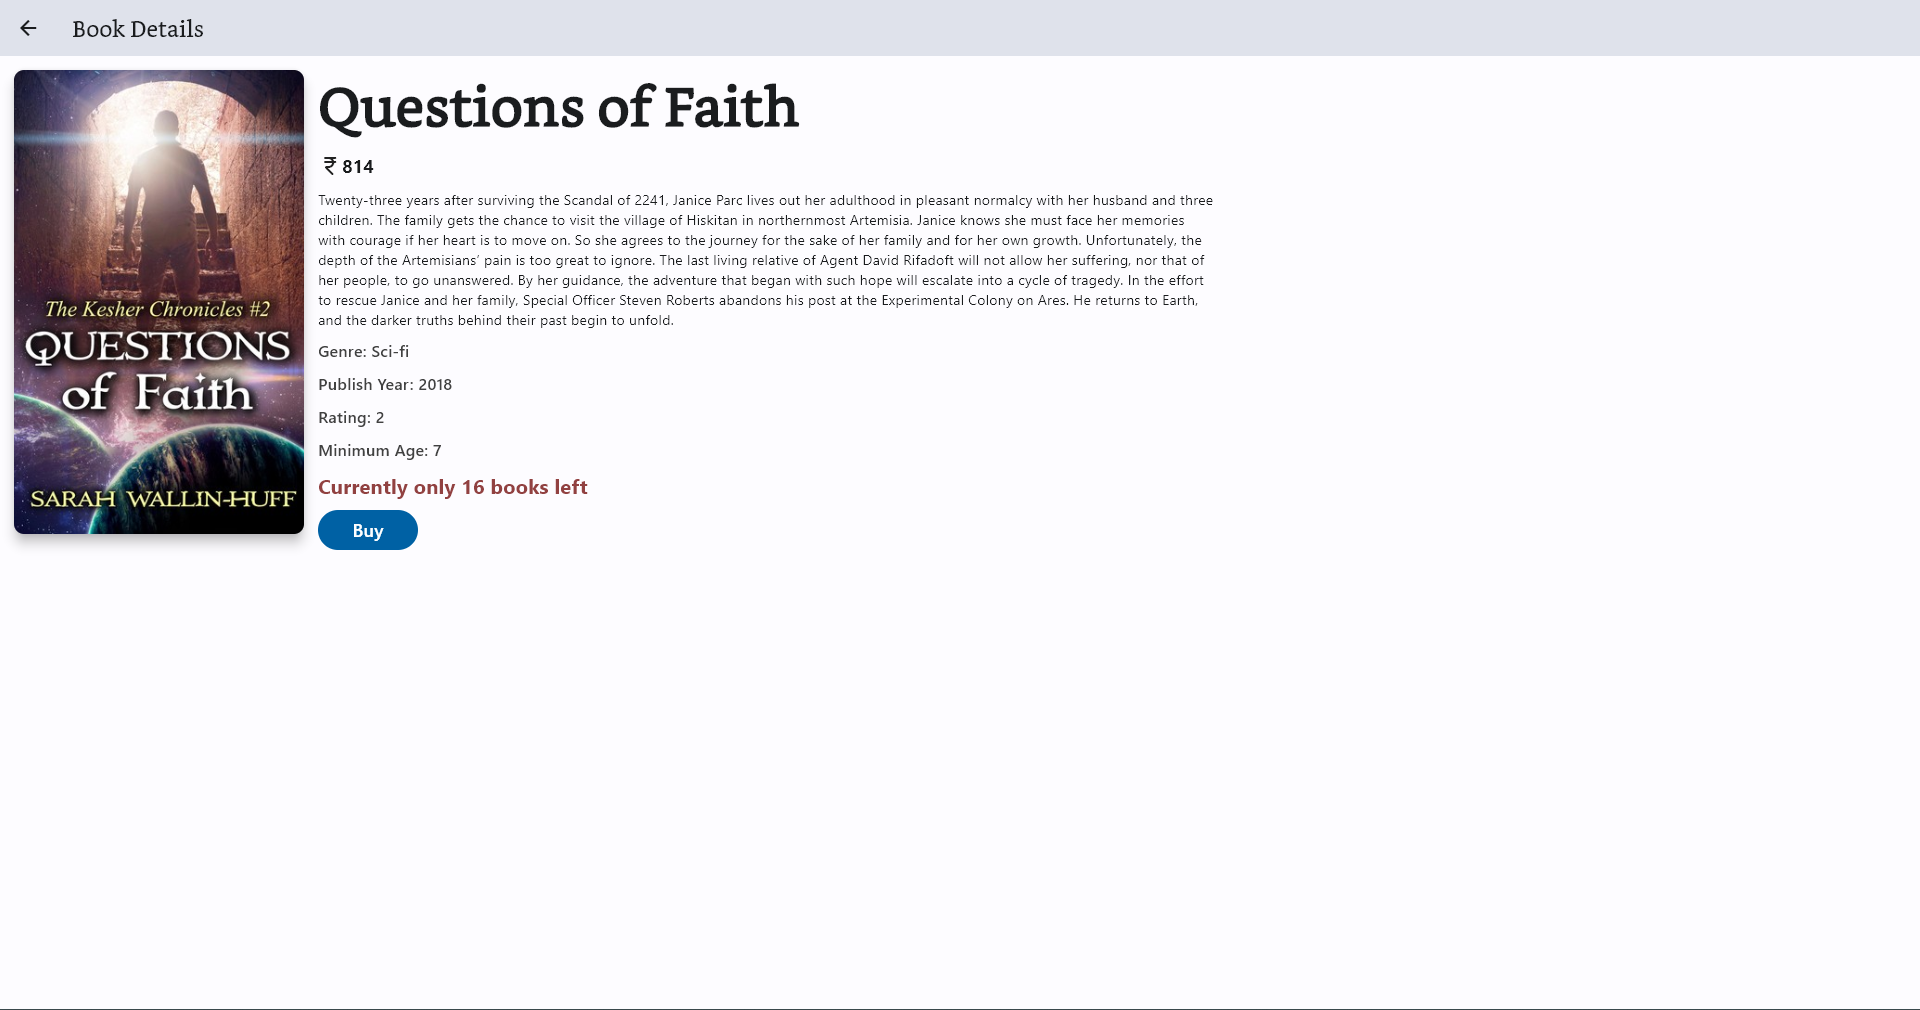 Book Details
The Kesher Chronicles #2
QUESTIONS
of Faith
SARAH WALLIN-HUFF
Questions of Faith
₹ 814
Twenty-three years after surviving the Scandal of 2241, Janice Parc lives out her adulthood in pleasant normalcy with her husband and three
children. The family gets the chance to visit the village of Hiskitan in northernmost Artemisia. Janice knows she must face her memories
with courage if her heart is to move on. So she agrees to the journey for the sake of her family and for her own growth. Unfortunately, the
depth of the Artemisians’ pain is too great to ignore. The last living relative of Agent David Rifadoft will not allow her suffering, nor that of
her people, to go unanswered. By her guidance, the adventure that began with such hope will escalate into a cycle of tragedy. In the effort
to rescue Janice and her family, Special Officer Steven Roberts abandons his post at the Experimental Colony on Ares. He returns to Earth,
and the darker truths behind their past begin to unfold.
Genre: Sci-fi
Publish Year: 2018
Rating: 2
Minimum Age: 7
Currently only 16 books left
Buy